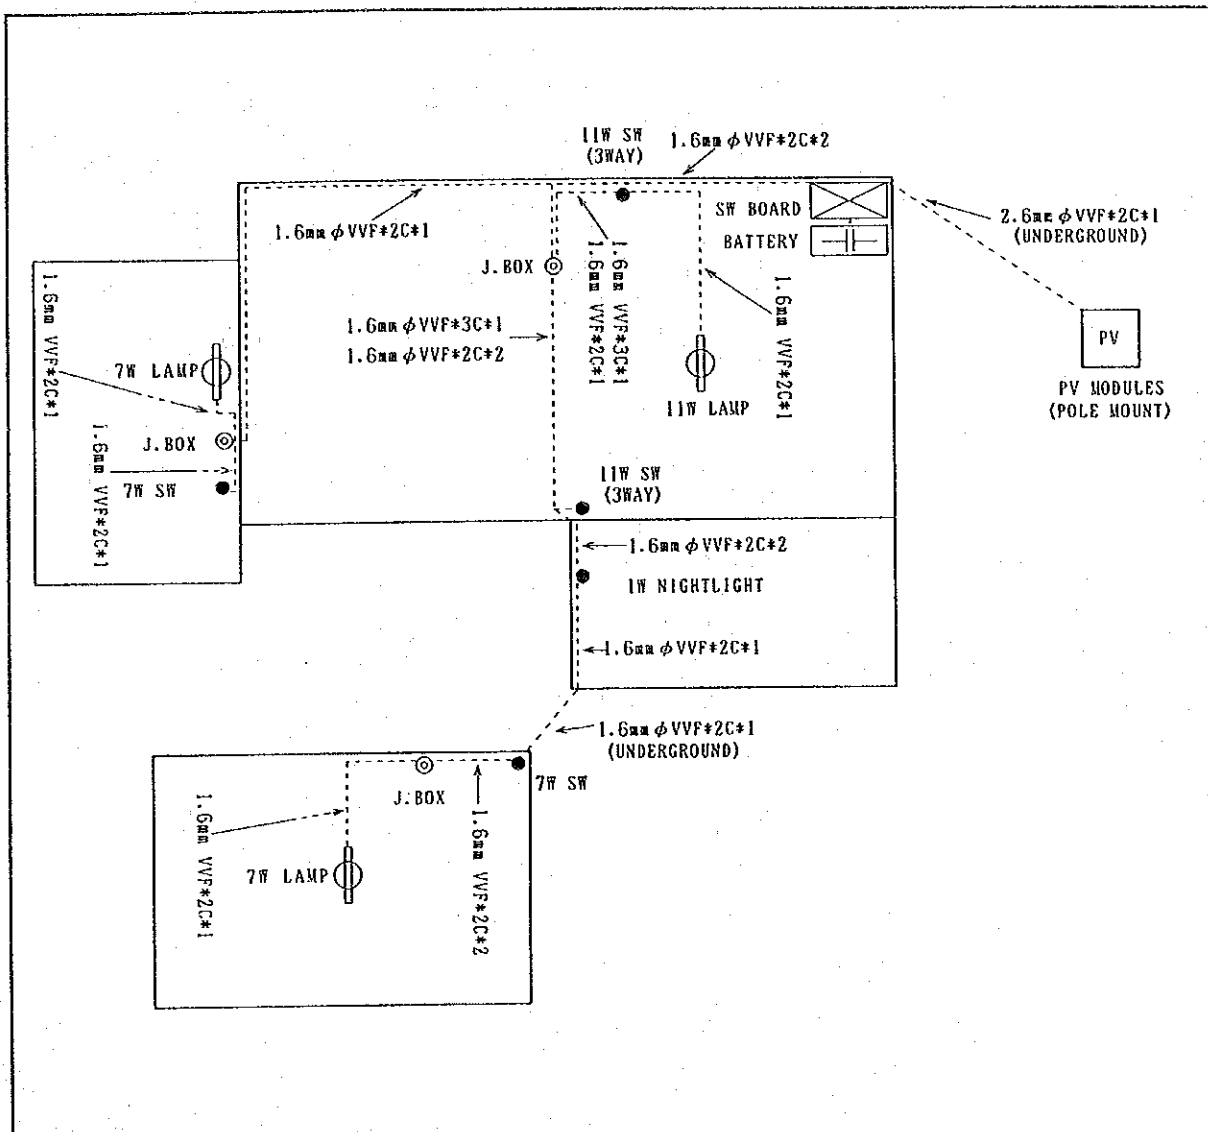 11W SW
(3WAY)
1.6mm φ VVF*2C*2
1.6mm φ VVF*2C*1
SW BOARD
BATTERY
2.6mm φ VVF*2C*1
(UNDERGROUND)
J.BOX
1.6mm VVF*3C*1
1.6mm VVF*2C*1
1.6mm VVF*2C*1
1.6mm VVF*2C*1
1.6mm φ VVF*3C*1
1.6mm φ VVF*2C*2
PV
PV MODULES
(POLE MOUNT)
7W LAMP
11W LAMP
J.BOX
1.6mm VVF*2C*1
7W SW
11W SW
(3WAY)
1.6mm φ VVF*2C*2
1W NIGHTLIGHT
1.6mm φ VVF*2C*1
1.6mm φ VVF*2C*1
(UNDERGROUND)
7W SW
J.BOX
1.6mm VVF*2C*1
1.6mm VVF*2C*2
7W LAMP